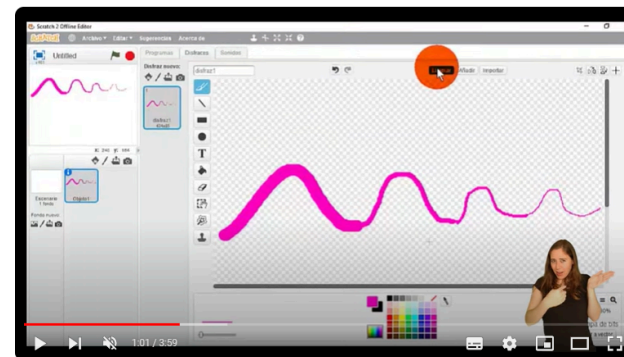 Scratch 2 Offline Editor
SCRATCH Archivo Editar Sugerencias Acerca de
Untitled
Programas Disfraces Sonidos
Disfraz nuevo:
disfraz1
T
Escenario
1 fondo
Fondo nuevo
Objeto1
Añadir Importar
1:01 / 3:59